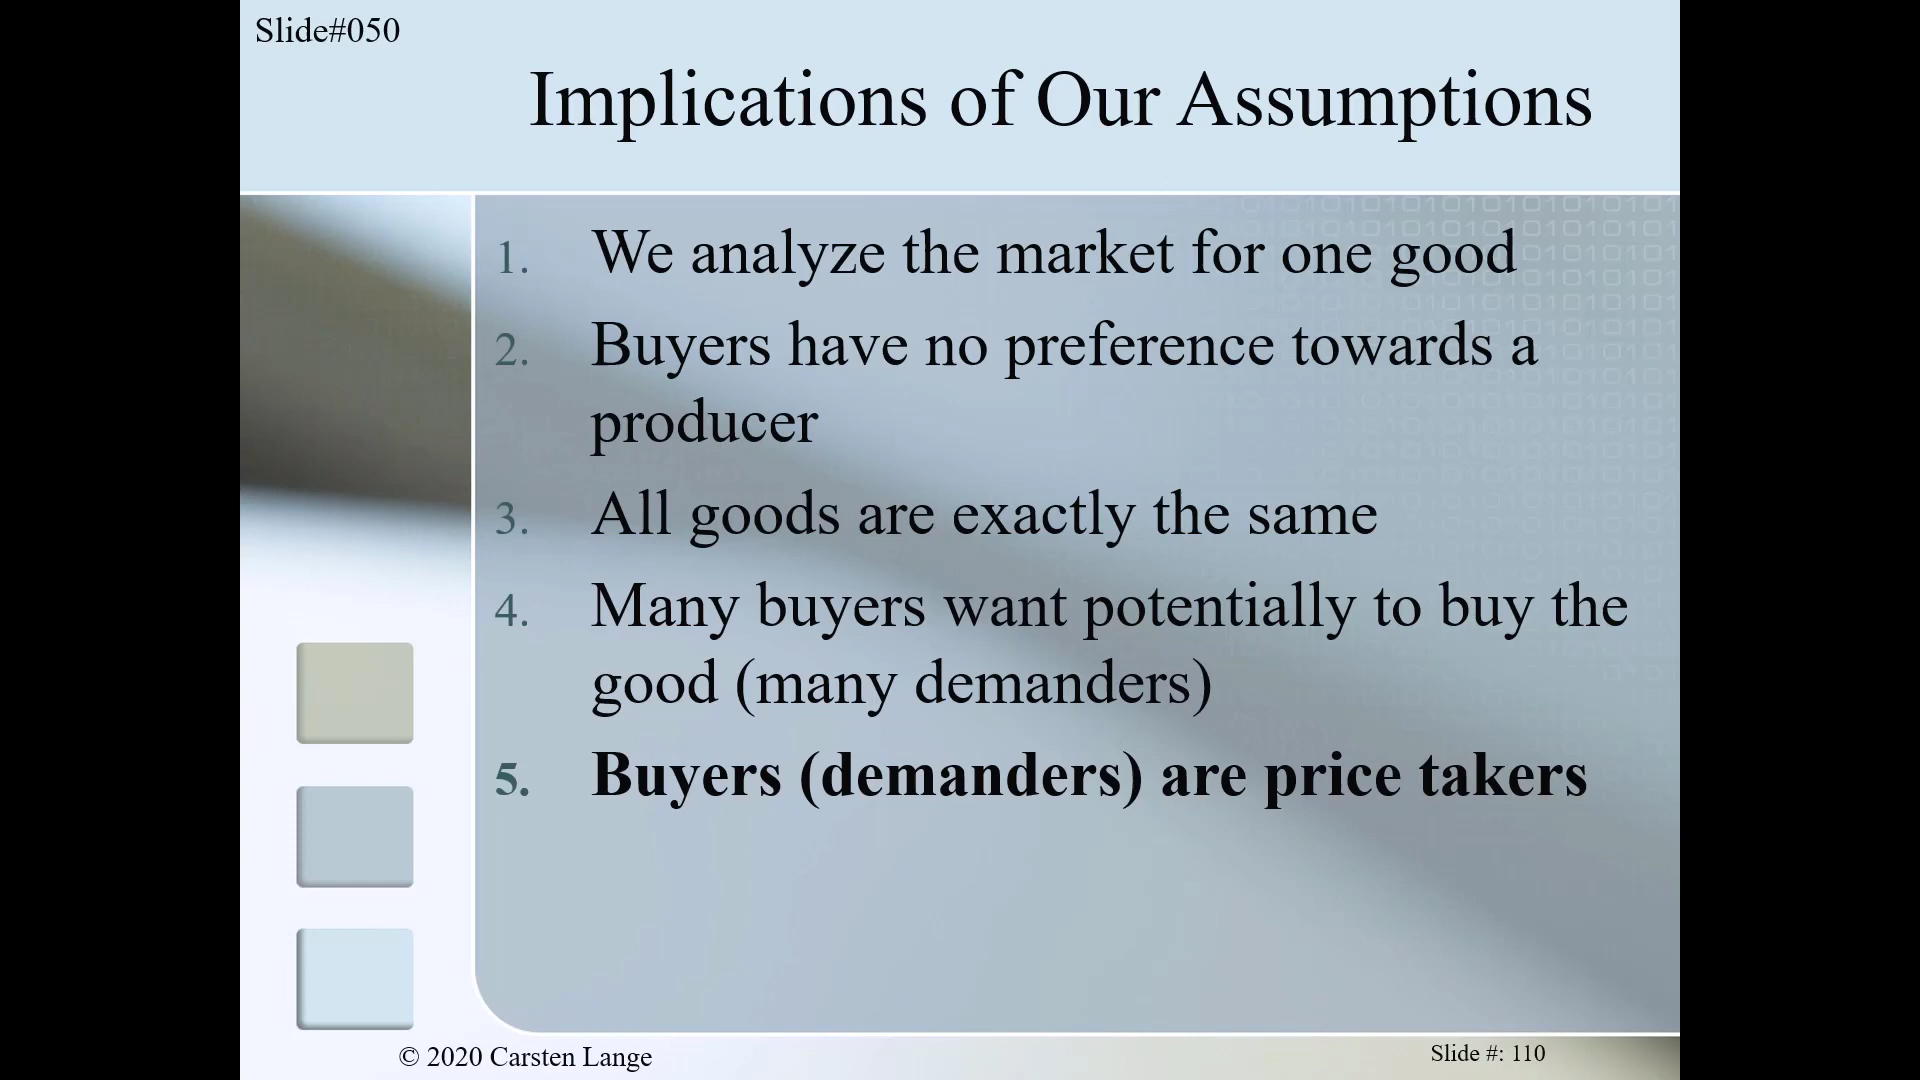 Slide#050
Implications of Our Assumptions
1. We analyze the market for one good
2. Buyers have no preference towards a
producer
3. All goods are exactly the same
4. Many buyers want potentially to buy the
good (many demanders)
5. Buyers (demanders) are price takers
© 2020 Carsten Lange
Slide #: 110